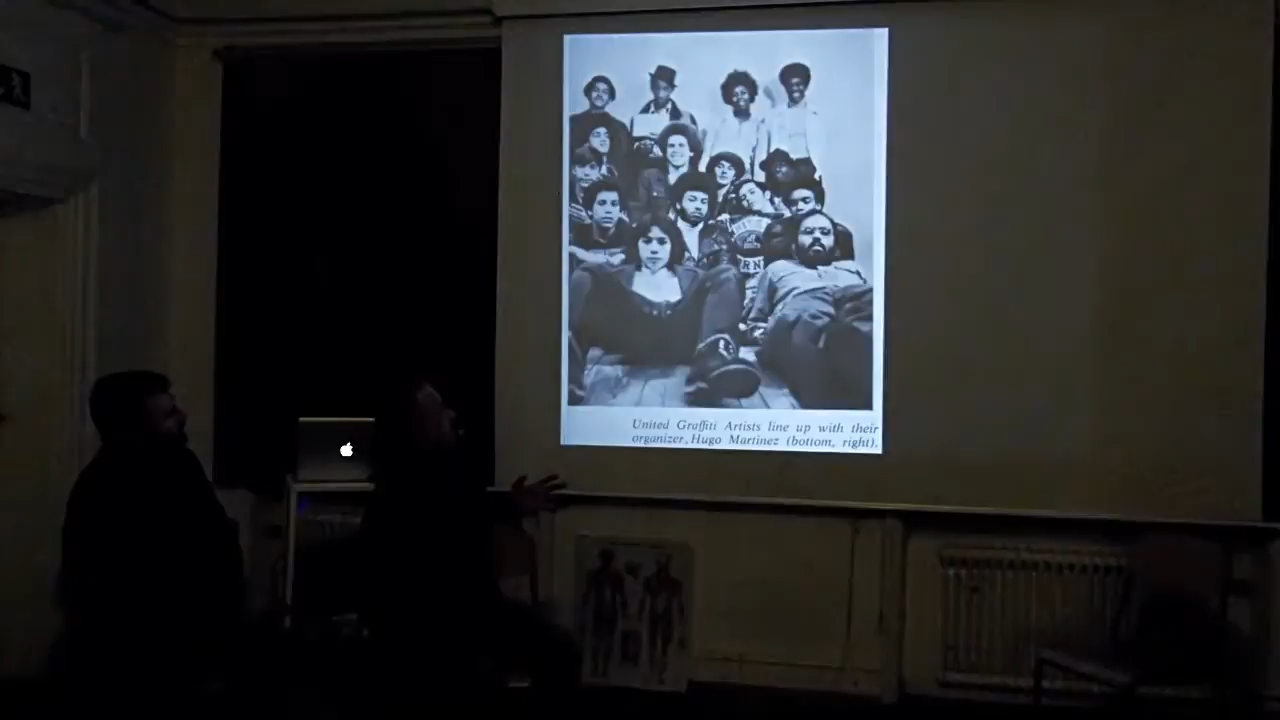 United Graffiti Artists line up with their
organizer, Hugo Martinez (bottom, right).